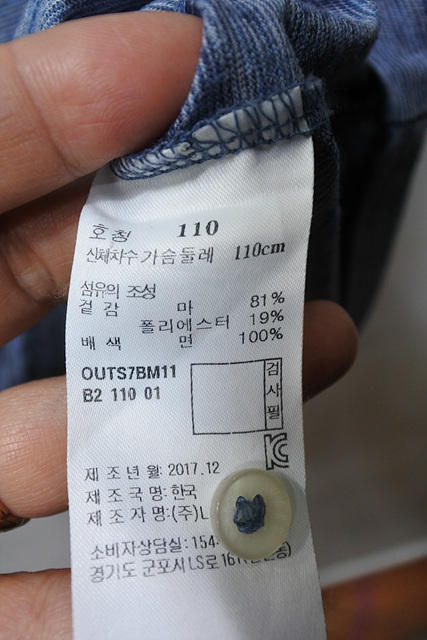 호칭 110
신체치수 가슴둘레 110cm
섬유의 조성
겉감 마 81%
폴리에스터 19%
배색 면 100%
OUTS7BM11
B2 110 01
검사필
제조년월: 2017.12
제조국명: 한국
제조자명:(주)L
소비자상담실: 154-
경기도 군포시 LS로 16